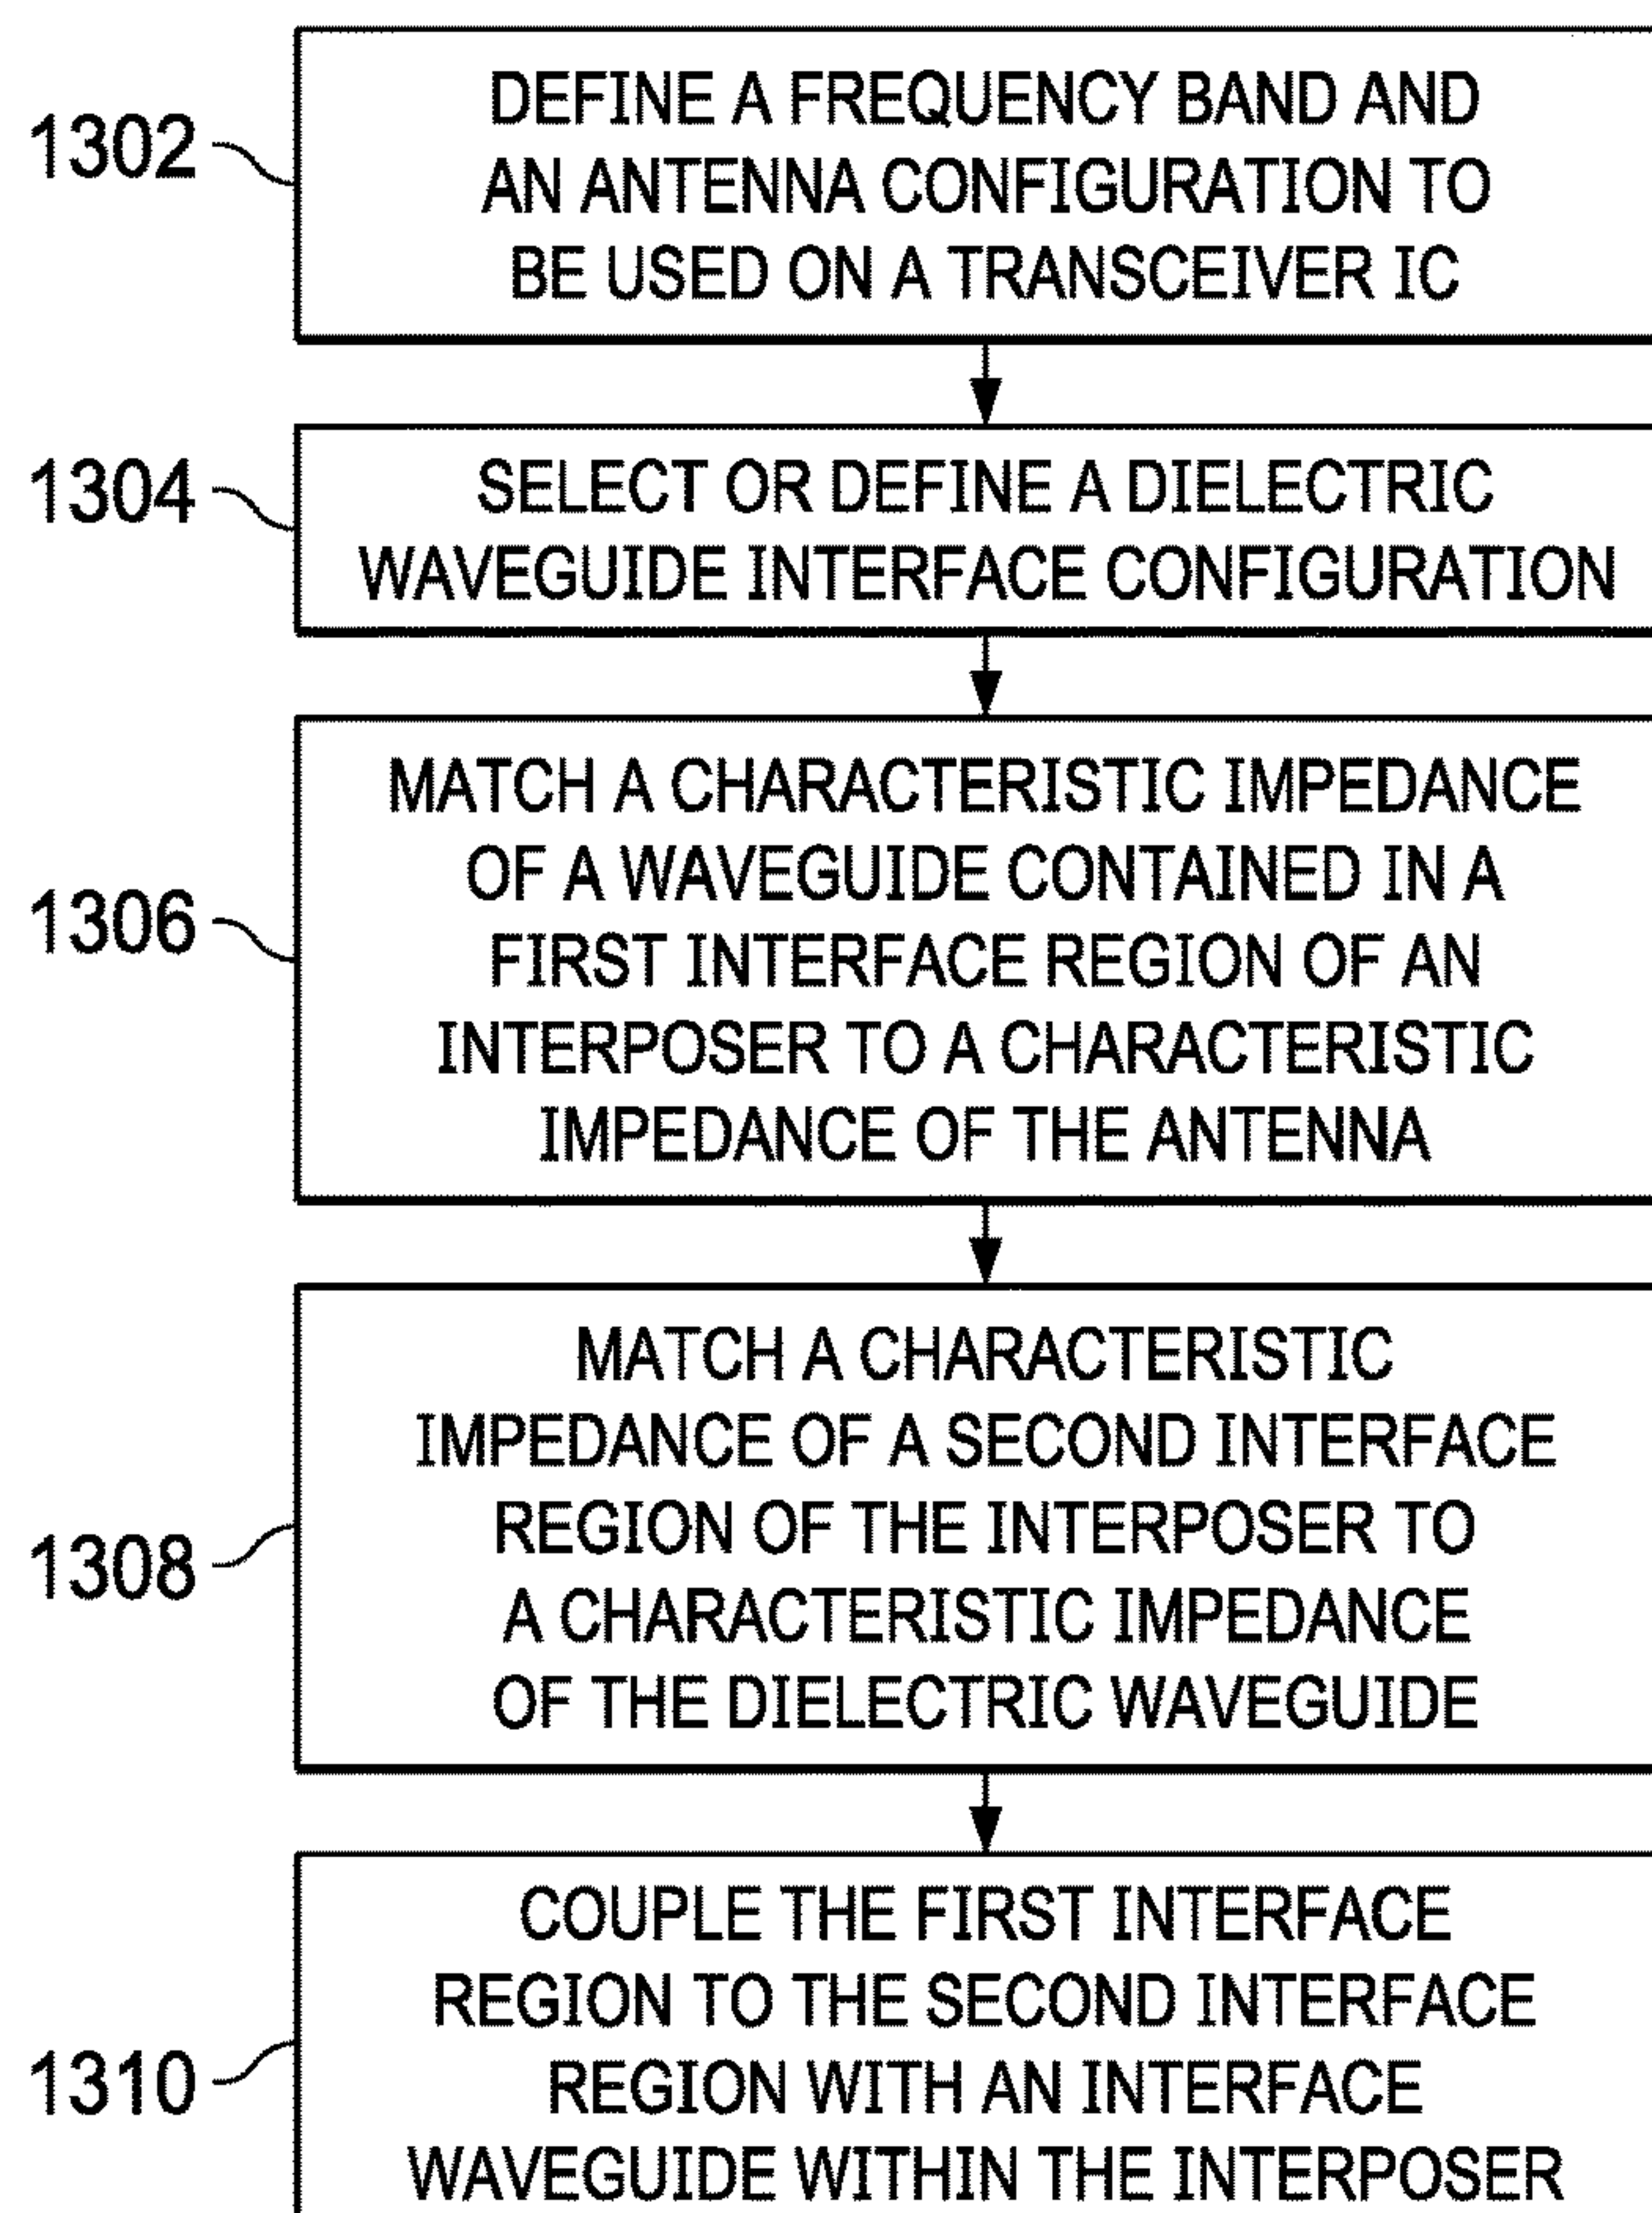 1302
DEFINE A FREQUENCY BAND AND
AN ANTENNA CONFIGURATION TO
BE USED ON A TRANSCEIVER IC
1304
SELECT OR DEFINE A DIELECTRIC
WAVEGUIDE INTERFACE CONFIGURATION
1306
MATCH A CHARACTERISTIC IMPEDANCE
OF A WAVEGUIDE CONTAINED IN A
FIRST INTERFACE REGION OF AN
INTERPOSER TO A CHARACTERISTIC
IMPEDANCE OF THE ANTENNA
1308
MATCH A CHARACTERISTIC
IMPEDANCE OF A SECOND INTERFACE
REGION OF THE INTERPOSER TO
A CHARACTERISTIC IMPEDANCE
OF THE DIELECTRIC WAVEGUIDE
1310
COUPLE THE FIRST INTERFACE
REGION TO THE SECOND INTERFACE
REGION WITH AN INTERFACE
WAVEGUIDE WITHIN THE INTERPOSER